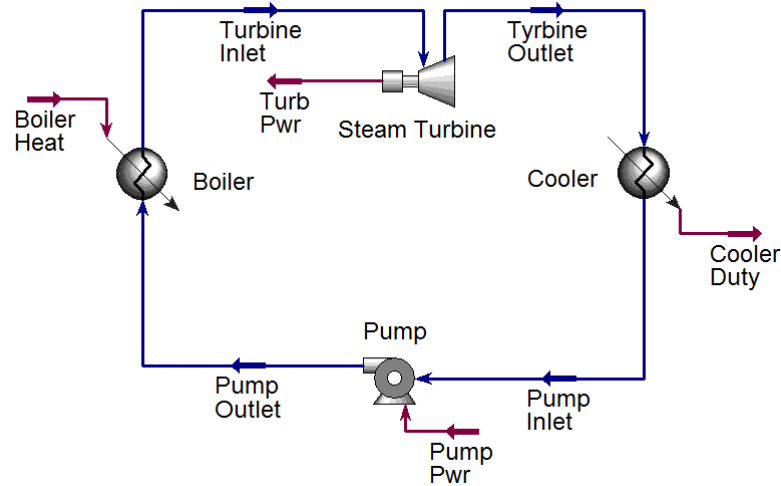 Turbine
Inlet
Tyrbine
Outlet
Turb
Pwr
Steam Turbine
Boiler
Heat
Boiler
Cooler
Cooler
Duty
Pump
Pump
Outlet
Pump
Inlet
Pump
Pwr